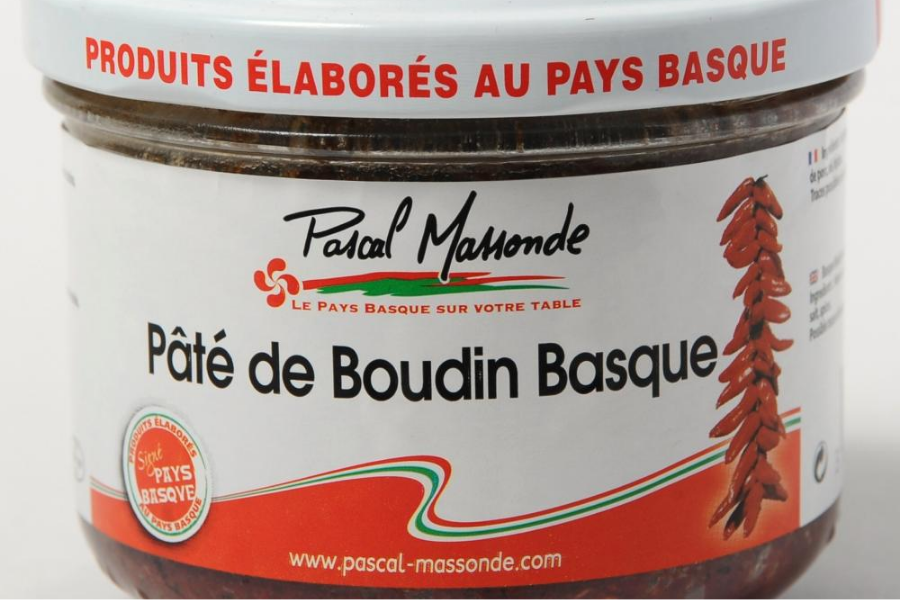 PRODUITS ÉLABORÉS AU PAYS BASQUE
Pascal Massonde
LE PAYS BASQUE SUR VOTRE TABLE
Pâté de Boudin Basque
PRODUITS ÉLABORÉS
Signé
PAYS
BASQVE
AU PAYS BASQUE
www.pascal-massonde.com